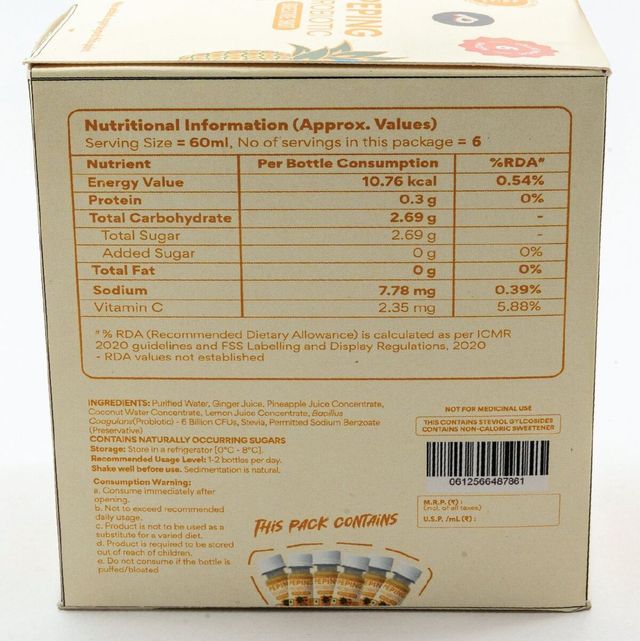 PEPING
PROBIOTIC
Nutritional Information (Approx. Values)
Serving Size = 60ml, No of servings in this package = 6
Nutrient Per Bottle Consumption %RDA#
Energy Value 10.76 kcal 0.54%
Protein 0.3 g 0%
Total Carbohydrate 2.69 g -
Total Sugar 2.69 g -
Added Sugar 0 g 0%
Total Fat 0 g 0%
Sodium 7.78 mg 0.39%
Vitamin C 2.35 mg 5.88%
# % RDA (Recommended Dietary Allowance) is calculated as per ICMR
2020 guidelines and FSS Labelling and Display Regulations, 2020
- RDA values not established
INGREDIENTS: Purified Water, Ginger Juice, Pineapple Juice Concentrate,
Coconut Water Concentrate, Lemon Juice Concentrate, Bacillus
Coagulans(Probiotic) - 6 Billion CFUs, Stevia, Permitted Sodium Benzoate
(Preservative)
CONTAINS NATURALLY OCCURRING SUGARS
Storage: Store in a refrigerator [0°C - 8°C].
Recommended Usage Level: 1-2 bottles per day.
Shake well before use. Sedimentation is natural.
Consumption Warning:
a. Consume immediately after
opening.
b. Not to exceed recommended
daily usage.
c. Product is not to be used as a
substitute for a varied diet.
d. Product is required to be stored
out of reach of children.
e. Do not consume if the bottle is
puffed/bloated
THIS PACK CONTAINS
PEPING
PEPING
PEPING
PEPING
PEPING
PEPING
NOT FOR MEDICINAL USE
THIS CONTAINS STEVIOL GYLCOSIDES
CONTAINS NON-CALORIC SWEETENER
0612566487861
M.R.P. (₹) :
(incl. of all taxes)
U.S.P. /mL (₹) :